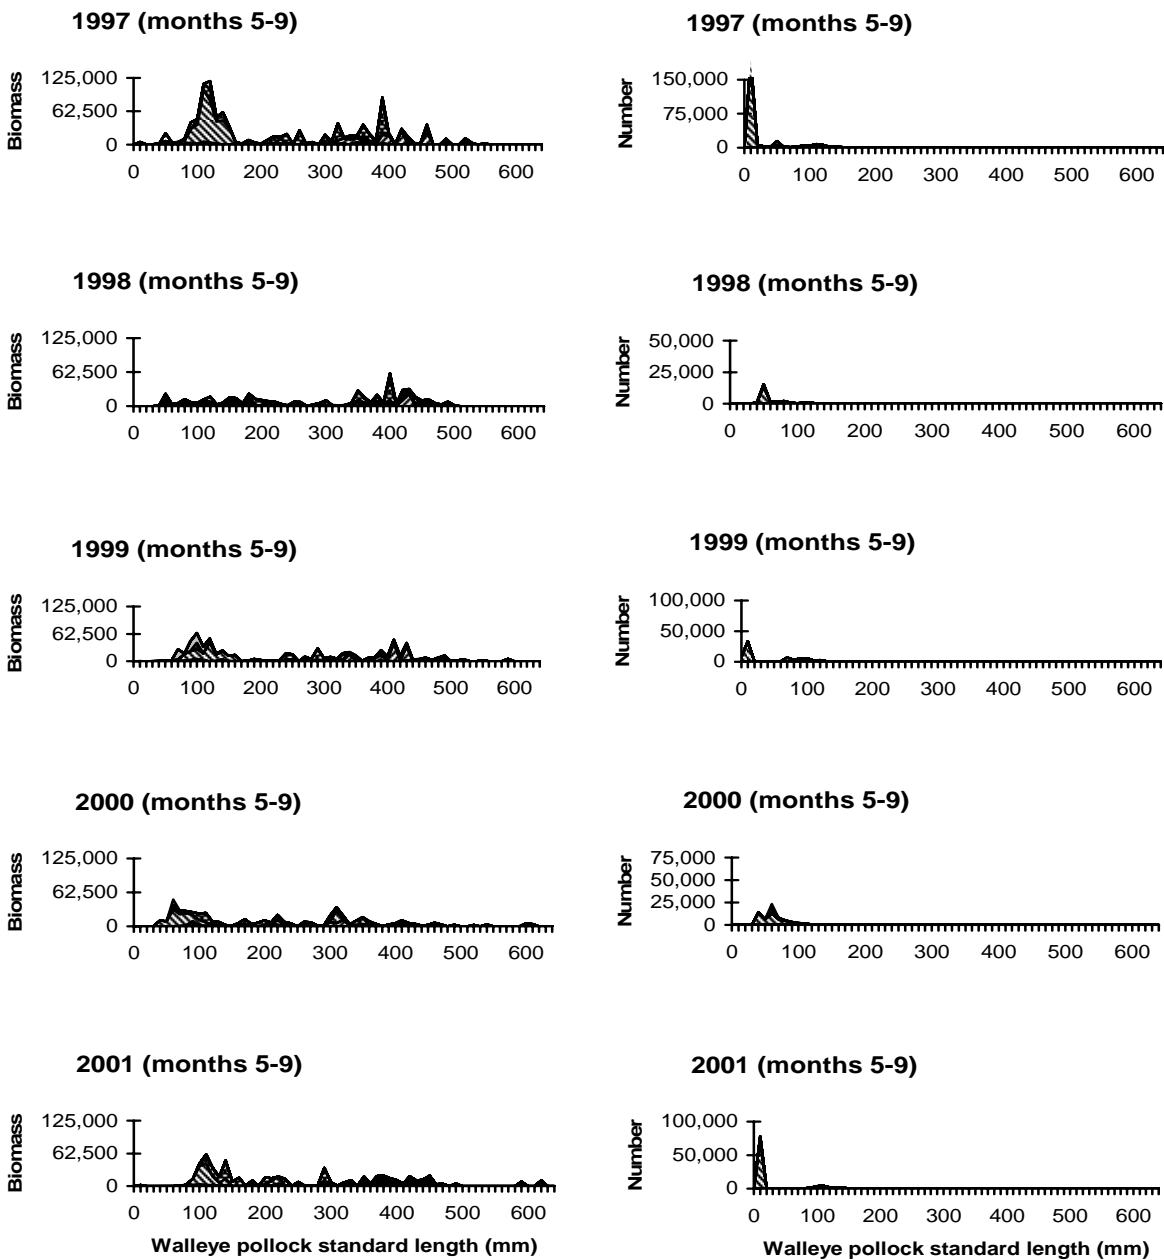 1997 (months 5-9)
Biomass
125,000
62,500
0
0 100 200 300 400 500 600
1997 (months 5-9)
Number
150,000
75,000
0
0 100 200 300 400 500 600
1998 (months 5-9)
Biomass
125,000
62,500
0
0 100 200 300 400 500 600
1998 (months 5-9)
Number
50,000
25,000
0
0 100 200 300 400 500 600
1999 (months 5-9)
Biomass
125,000
62,500
0
0 100 200 300 400 500 600
1999 (months 5-9)
Number
100,000
50,000
0
0 100 200 300 400 500 600
2000 (months 5-9)
Biomass
125,000
62,500
0
0 100 200 300 400 500 600
2000 (months 5-9)
Number
75,000
50,000
25,000
0
0 100 200 300 400 500 600
2001 (months 5-9)
Biomass
125,000
62,500
0
0 100 200 300 400 500 600
Walleye pollock standard length (mm)
2001 (months 5-9)
Number
100,000
50,000
0
0 100 200 300 400 500 600
Walleye pollock standard length (mm)